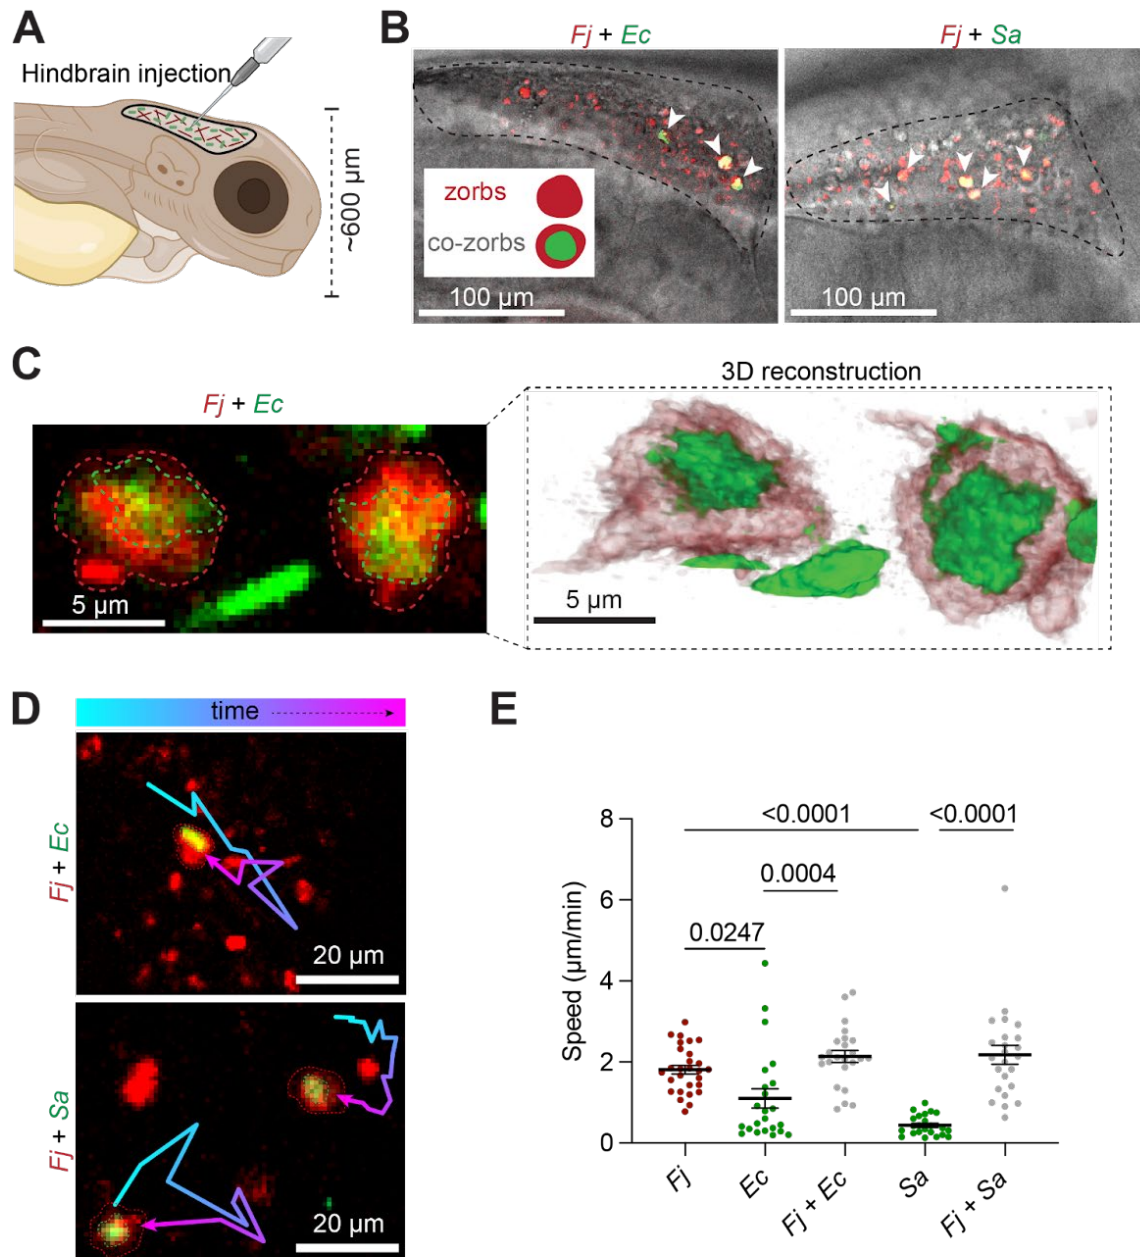 A
Hindbrain injection
~600 µm
B
Fj + Ec
Fj + Sa
zorbs
co-zorbs
100 µm
100 µm
C
Fj + Ec
3D reconstruction
5 µm
5 µm
D
time
Fj + Ec
20 µm
Fj + Sa
20 µm
E
Speed (µm/min)
8
6
4
2
0
<0.0001
<0.0001
0.0004
0.0247
Fj
Ec
Fj + Ec
Sa
Fj + Sa